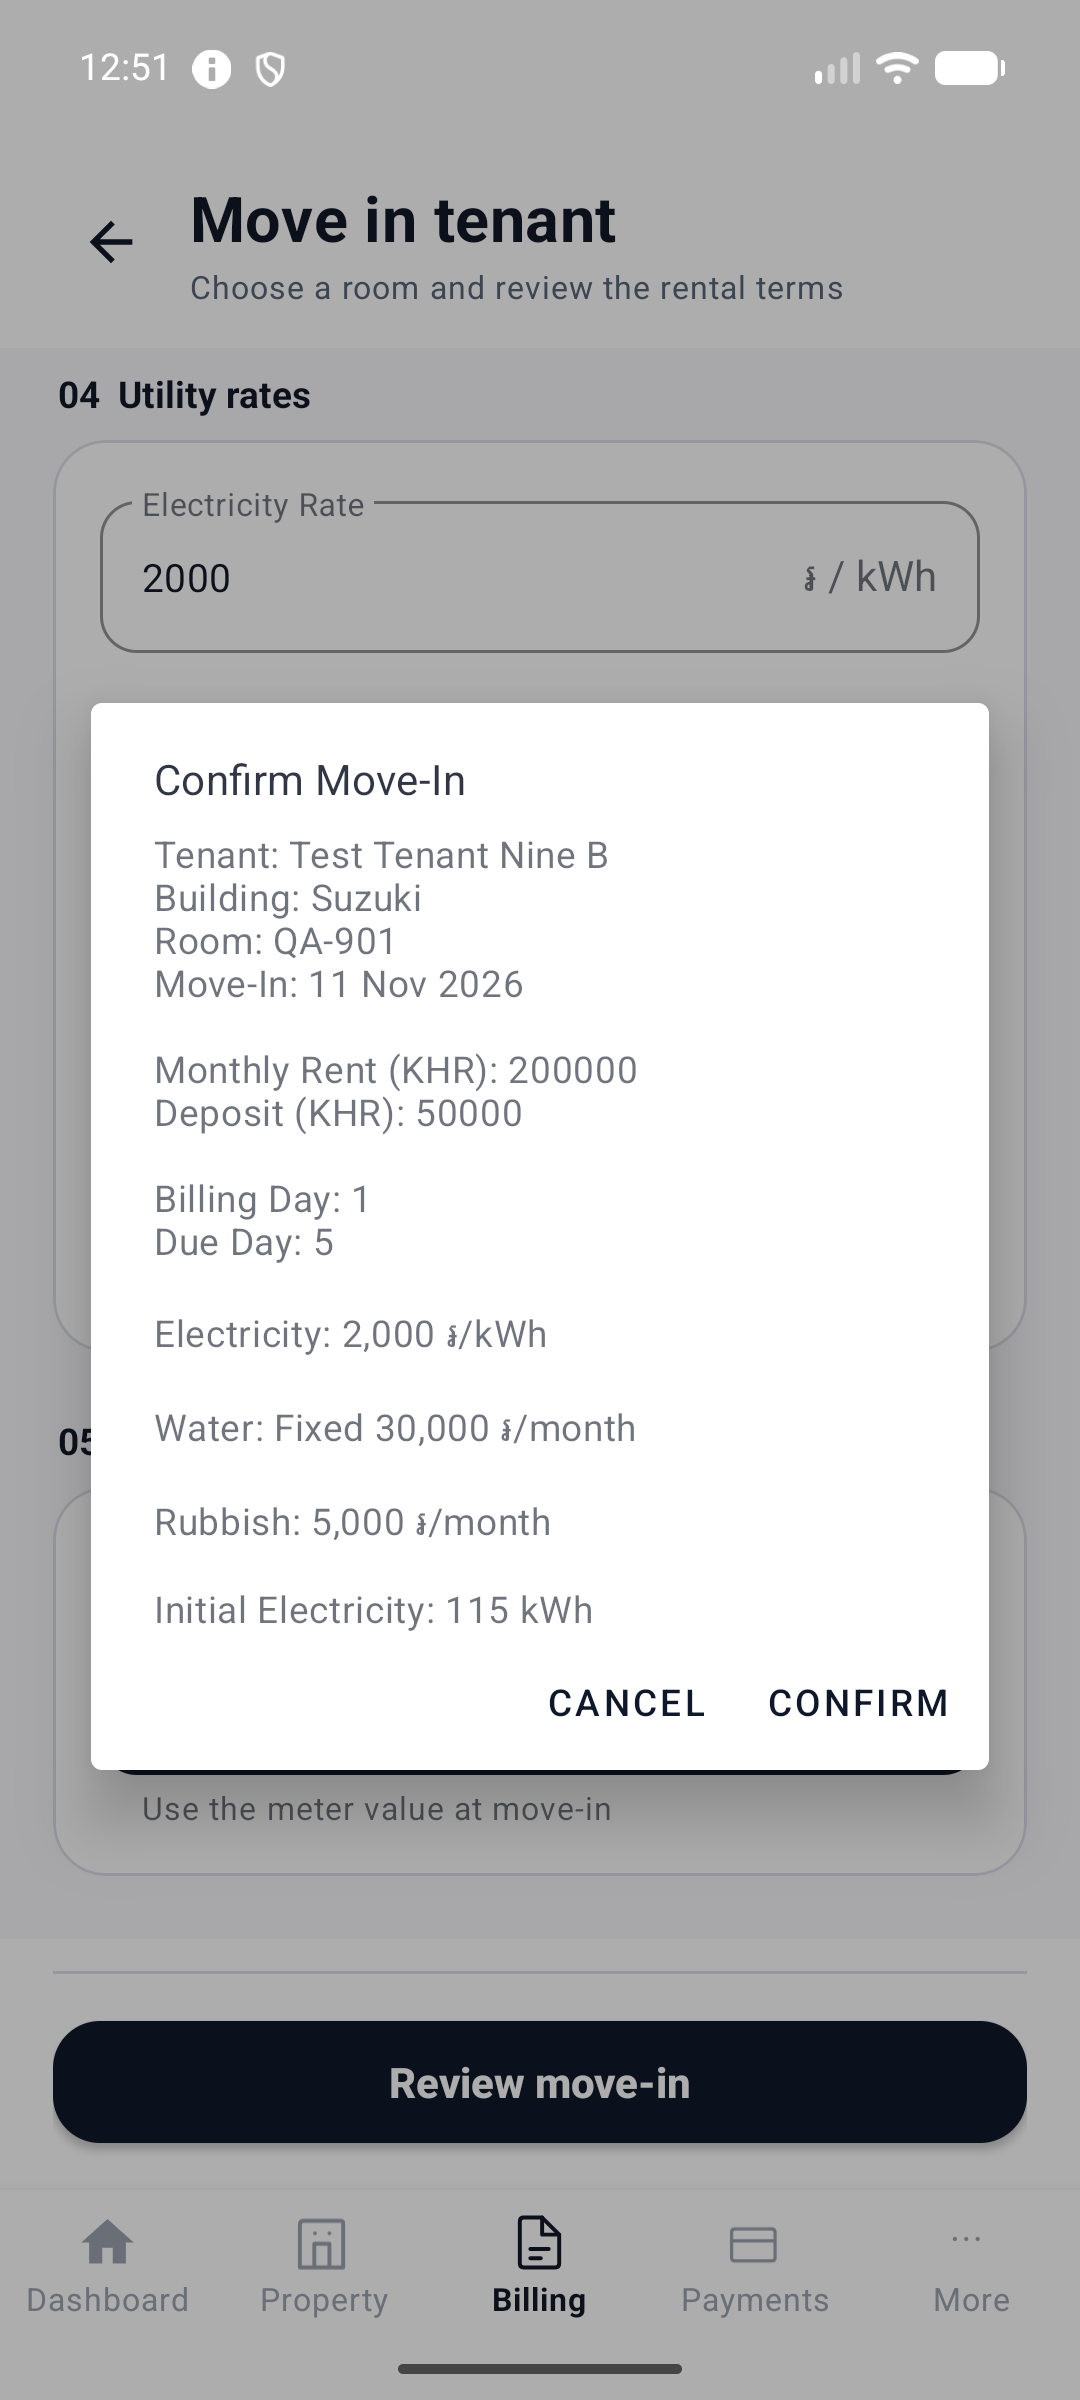 12:51
Move in tenant
Choose a room and review the rental terms
04 Utility rates
Electricity Rate
2000
៛ / kWh
Confirm Move-In
Tenant: Test Tenant Nine B
Building: Suzuki
Room: QA-901
Move-In: 11 Nov 2026
Monthly Rent (KHR): 200000
Deposit (KHR): 50000
Billing Day: 1
Due Day: 5
Electricity: 2,000 ៛/kWh
Water: Fixed 30,000 ៛/month
05
Rubbish: 5,000 ៛/month
Initial Electricity: 115 kWh
CANCEL CONFIRM
Use the meter value at move-in
Review move-in
Dashboard Property Billing Payments More